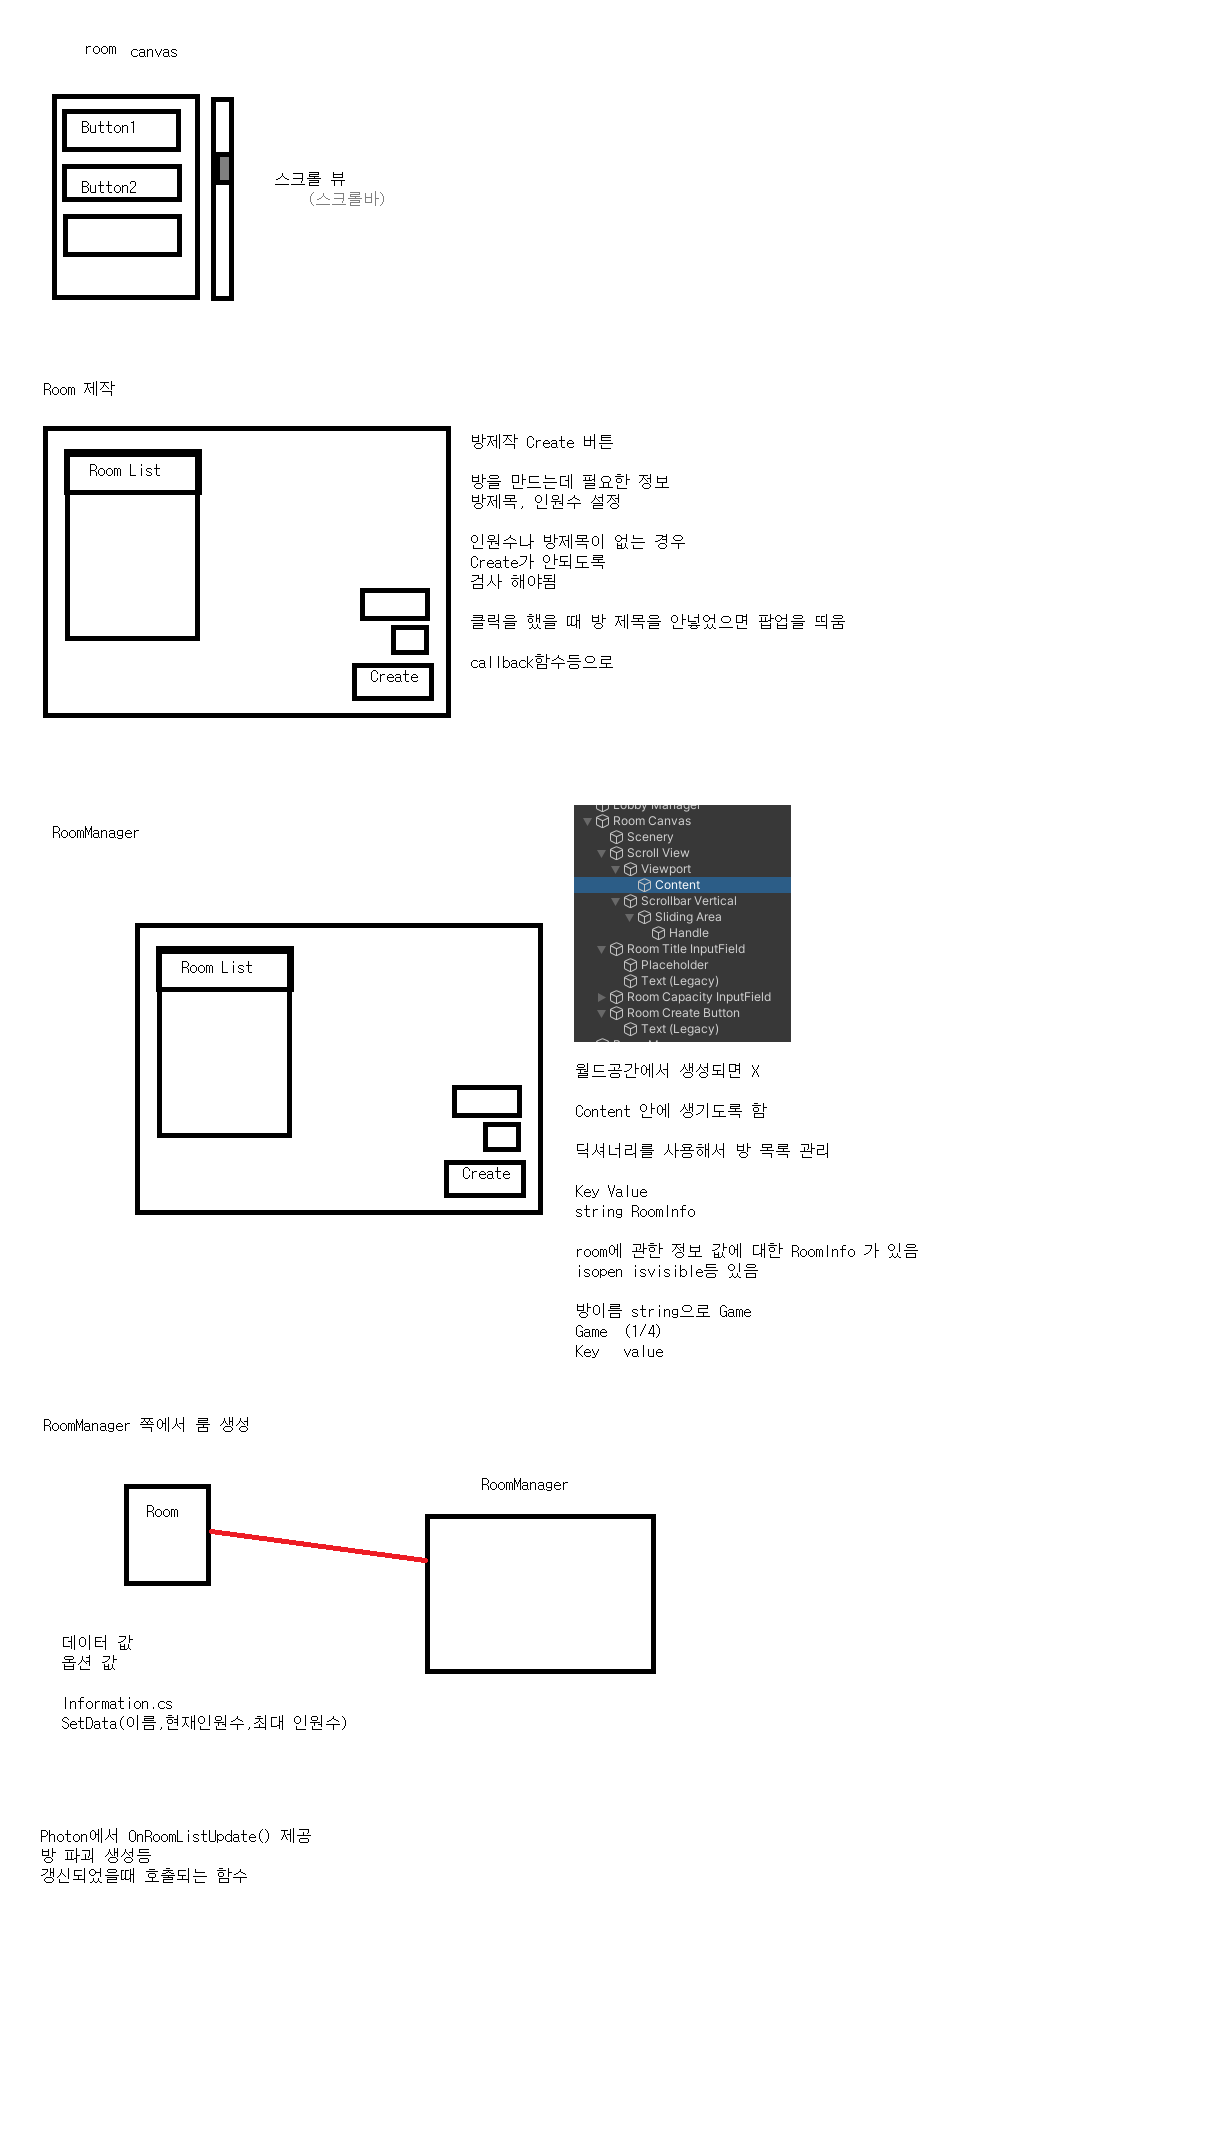 room canvas
Button1
Button2
스크롤 뷰
(스크롤바)
Room 제작
Room List
Create
방제작 Create 버튼
방을 만드는데 필요한 정보
방제목, 인원수 설정
인원수나 방제목이 없는 경우
Create가 안되도록
검사 해야됨
클릭을 했을 때 방 제목을 안넣었으면 팝업을 띄움
callback함수등으로
RoomManager
Room List
Create
Lobby Manager
Room Canvas
Scenery
Scroll View
Viewport
Content
Scrollbar Vertical
Sliding Area
Handle
Room Title InputField
Placeholder
Text (Legacy)
Room Capacity InputField
Room Create Button
Text (Legacy)
월드공간에서 생성되면 X
Content 안에 생기도록 함
딕셔너리를 사용해서 방 목록 관리
Key Value
string RoomInfo
room에 관한 정보 값에 대한 RoomInfo 가 있음
isopen isvisible등 있음
방이름 string으로 Game
Game (1/4)
Key value
RoomManager 쪽에서 룸 생성
Room
RoomManager
데이터 값
옵션 값
Information.cs
SetData(이름,현재인원수,최대 인원수)
Photon에서 OnRoomListUpdate() 제공
방 파괴 생성등
갱신되었을때 호출되는 함수